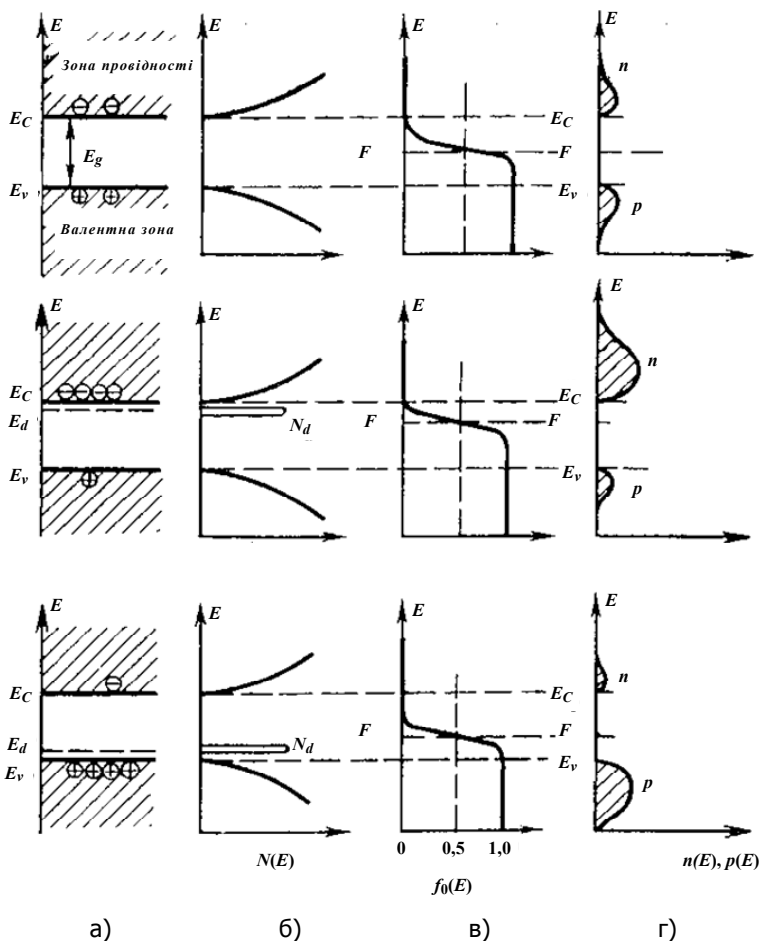 E E E E
Зона провідності
n
E_C E_C
E_g F F
E_v E_v
p
Валентна зона
E E E E
n
E_C E_C
E_d N_d F F
E_v E_v
p
E E E E
n
E_C E_C
E_d N_d F F
E_v E_v
p
0 0,5 1,0
N(E) n(E), p(E)
f_0(E)
а) б) в) г)